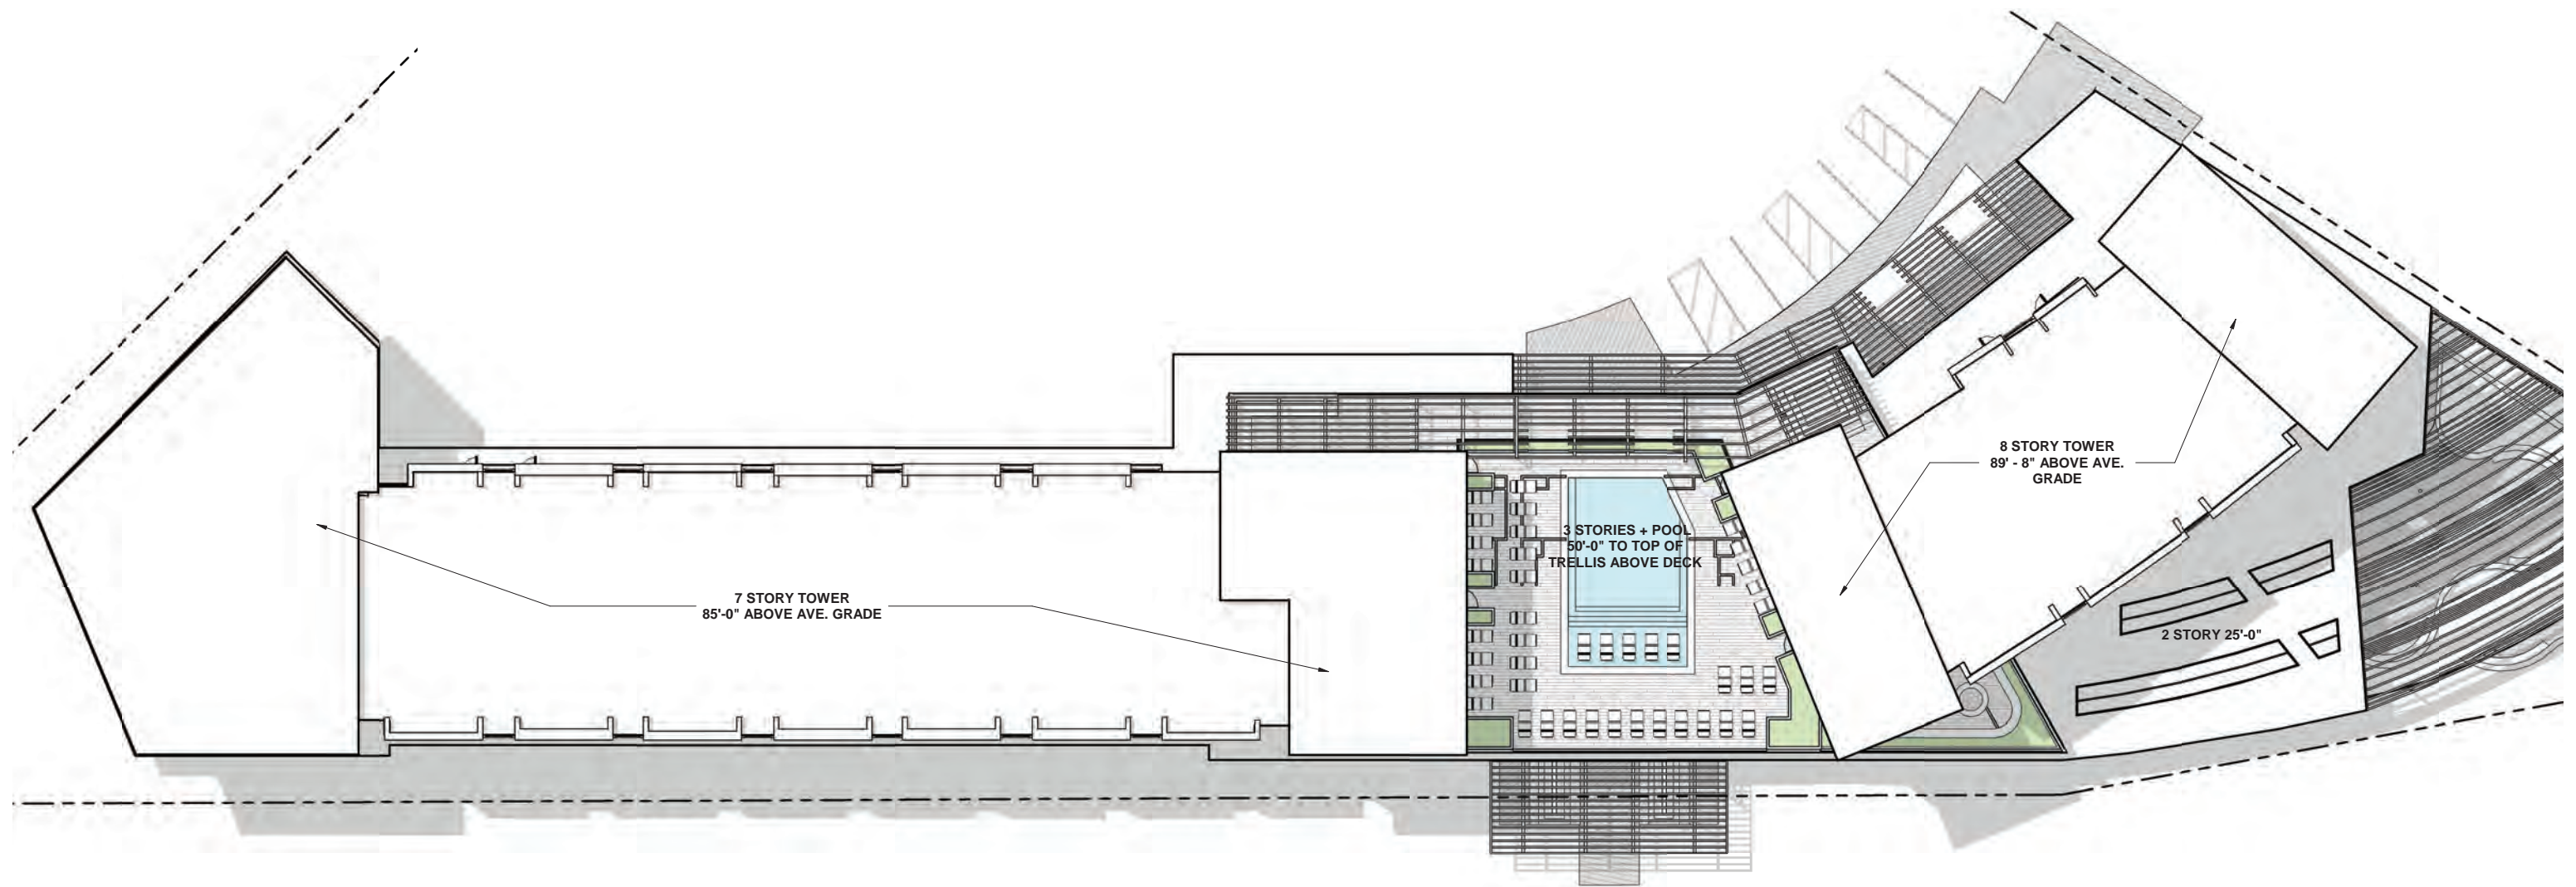 8 STORY TOWER
89' - 8" ABOVE AVE.
GRADE
3 STORIES + POOL
50'-0" TO TOP OF
TRELLIS ABOVE DECK
7 STORY TOWER
85'-0" ABOVE AVE. GRADE
2 STORY 25'-0"